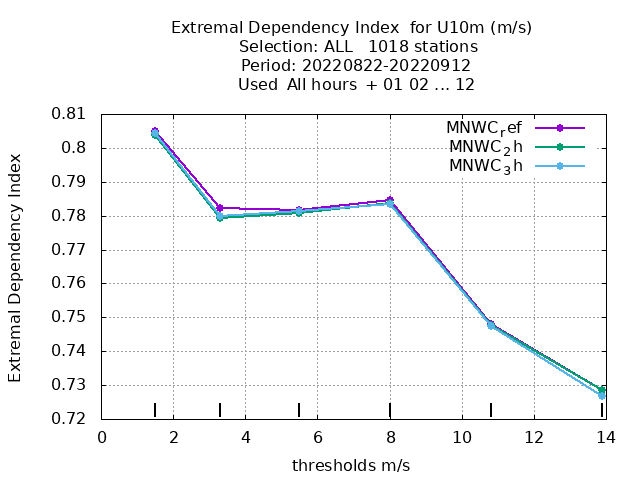 Extremal Dependency Index  for U10m (m/s)
Selection: ALL   1018 stations
Period: 20220822-20220912
Used  All hours  + 01 02 ... 12
MNWC_ref
MNWC_2h
MNWC_3h
Extremal Dependency Index
0.81
0.8
0.79
0.78
0.77
0.76
0.75
0.74
0.73
0.72
0 2 4 6 8 10 12 14
thresholds m/s